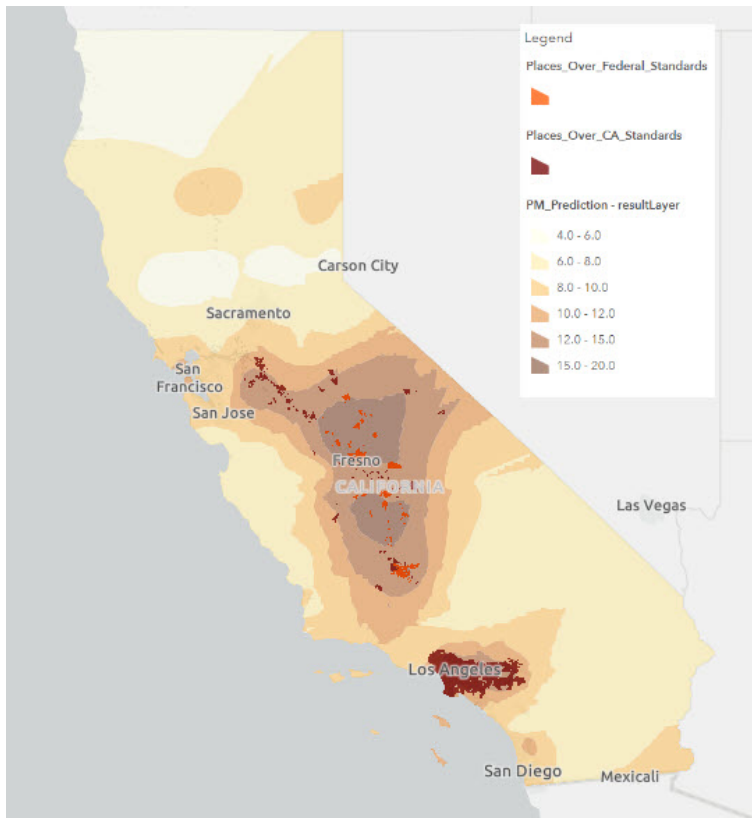 Legend
Places_Over_Federal_Standards
Places_Over_CA_Standards
PM_Prediction - resultLayer
4.0 - 6.0
6.0 - 8.0
8.0 - 10.0
10.0 - 12.0
12.0 - 15.0
15.0 - 20.0
Carson City
Sacramento
San
Francisco
San Jose
Fresno
CALIFORNIA
Las Vegas
Los Angeles
San Diego
Mexicali